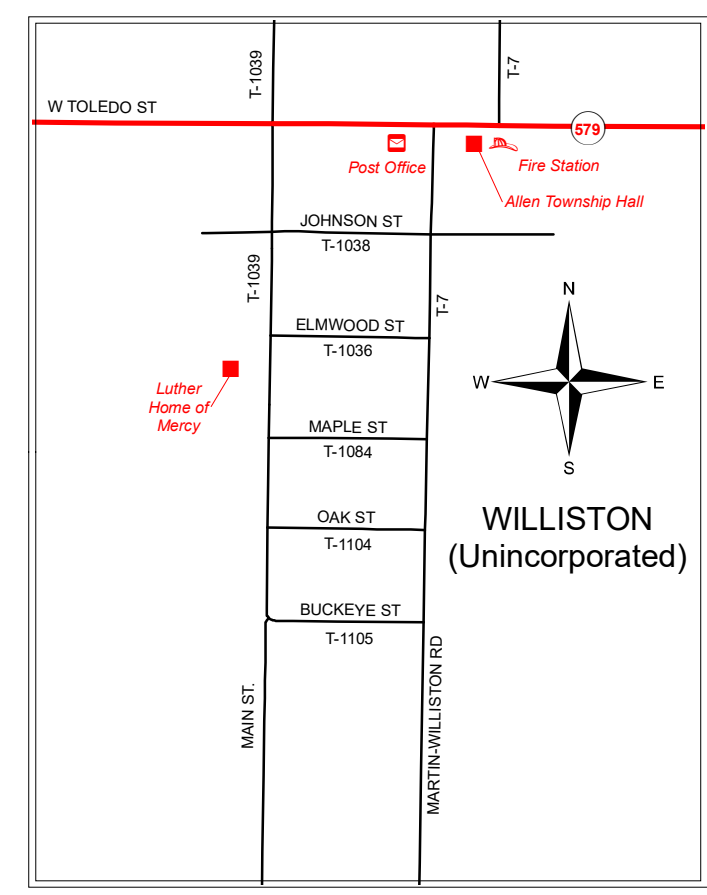 T-1039
T-7
W TOLEDO ST
579
Post Office
Fire Station
Allen Township Hall
JOHNSON ST
T-1038
T-1039
T-7
N
ELMWOOD ST
T-1036
W
E
Luther
Home of
Mercy
MAPLE ST
T-1084
S
OAK ST
T-1104
WILLISTON
(Unincorporated)
BUCKEYE ST
T-1105
MAIN ST.
MARTIN-WILLISTON RD